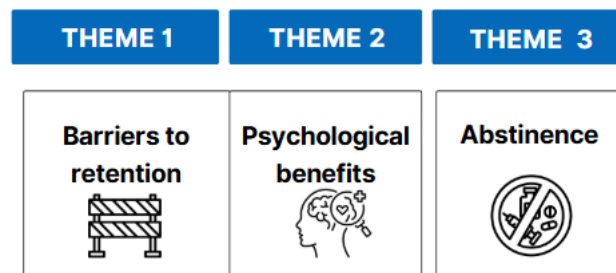 THEME 1
THEME 2
THEME 3
Barriers to
retention
Psychological
benefits
Abstinence